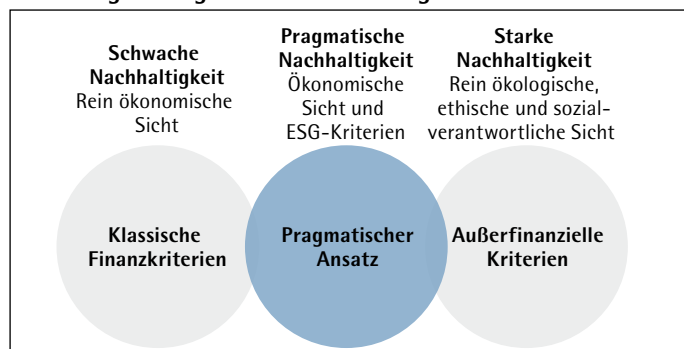 Schwache
Nachhaltigkeit
Rein ökonomische
Sicht
Pragmatische
Nachhaltigkeit
Ökonomische
Sicht und
ESG-Kriterien
Starke
Nachhaltigkeit
Rein ökologische,
ethische und sozial-
verantwortliche Sicht
Klassische
Finanzkriterien
Pragmatischer
Ansatz
Außerfinanzielle
Kriterien